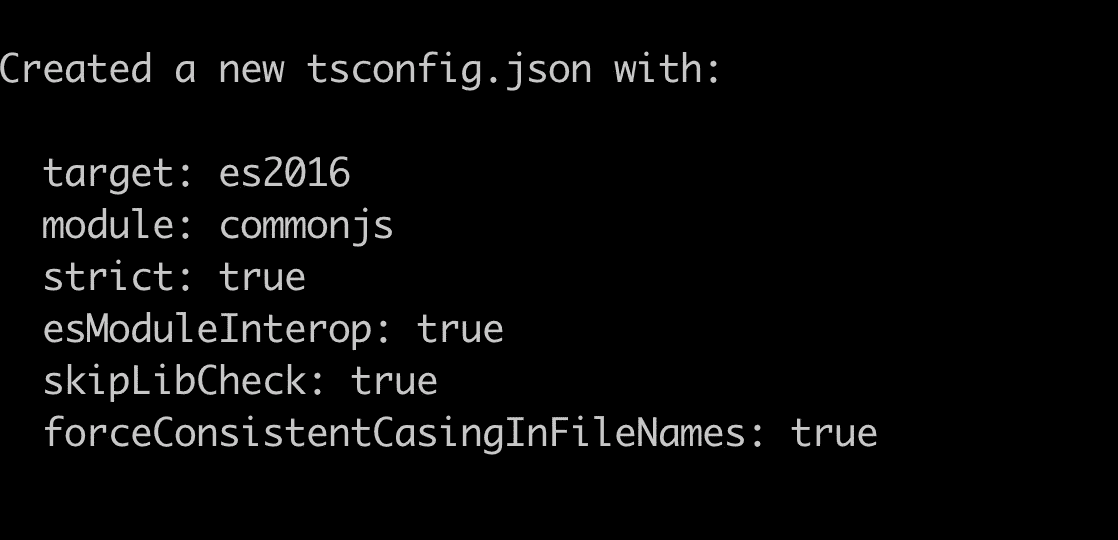 Created a new tsconfig.json with:
target: es2016
module: commonjs
strict: true
esModuleInterop: true
skipLibCheck: true
forceConsistentCasingInFileNames: true